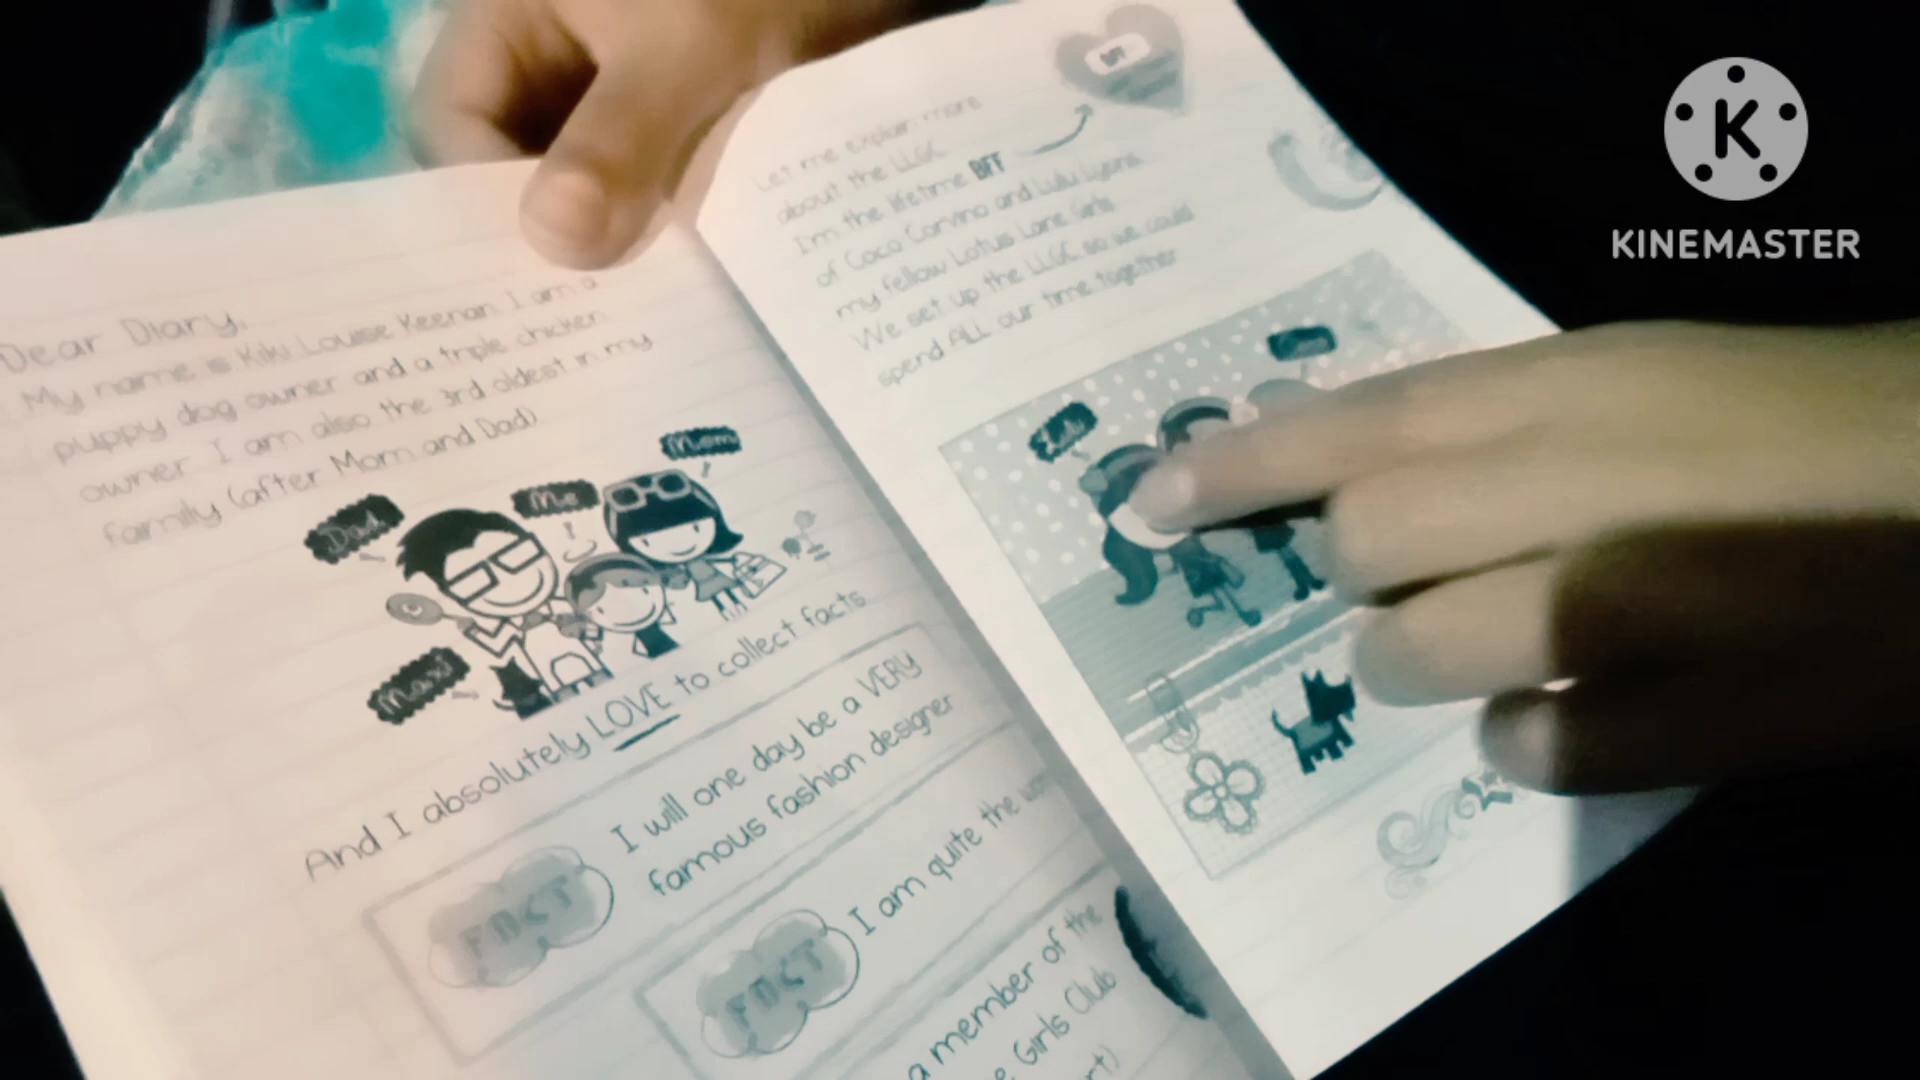 Dear Diary,
My name is Kiki Louise Keenan I am a
puppy dog owner and a triple chicken
owner I am also the 3rd oldest in my
family (after Mom and Dad)
Dad
Me
Mom
Maxi
And I absolutely LOVE to collect facts
FACT
I will one day be a VERY
famous fashion designer
FACT
I am quite the
a member of the
Girls Club
BFF
Let me explain more
about the LLGC
I'm the lifetime BFF
of Coco Convino and Lulu Lyons
my fellow Lotus Lane Girls
We set up the LLGC so we could
spend ALL our time together
Lulu
KINEMASTER